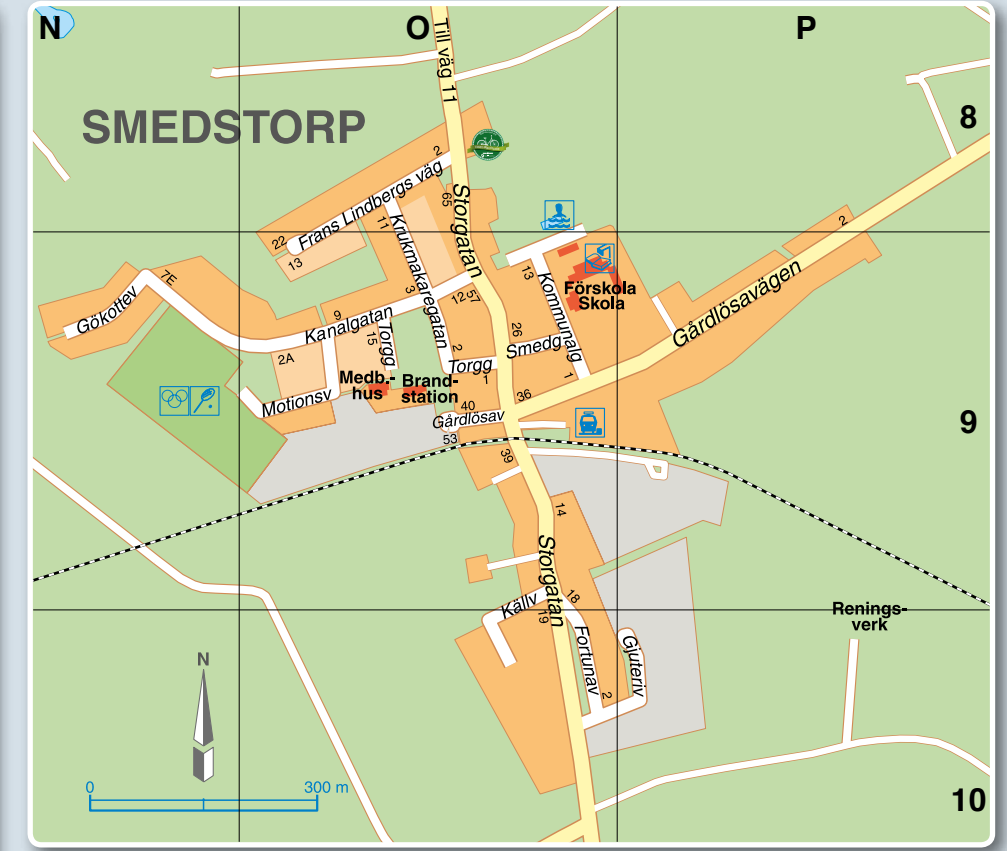 N
O
P
Till väg 11
SMEDSTORP
8
2
Frans Lindbergs väg
65
Storgatan
11
22
13
2
Krukmakaregatan
7E
Gökottev
13
Kommunalg
Förskola
Skola
Gårdlösavägen
3
12
57
9
Kanalgatan
15
Torgg
26
2
Smedg
Torgg
1
1
2A
Medb.-
hus
Brand-
station
Motionsv
40
36
Gårdlösav
53
9
39
14
Storgatan
18
Källv
19
Fortunav
Gjuteriv
2
Renings-
verk
N
0
300 m
10